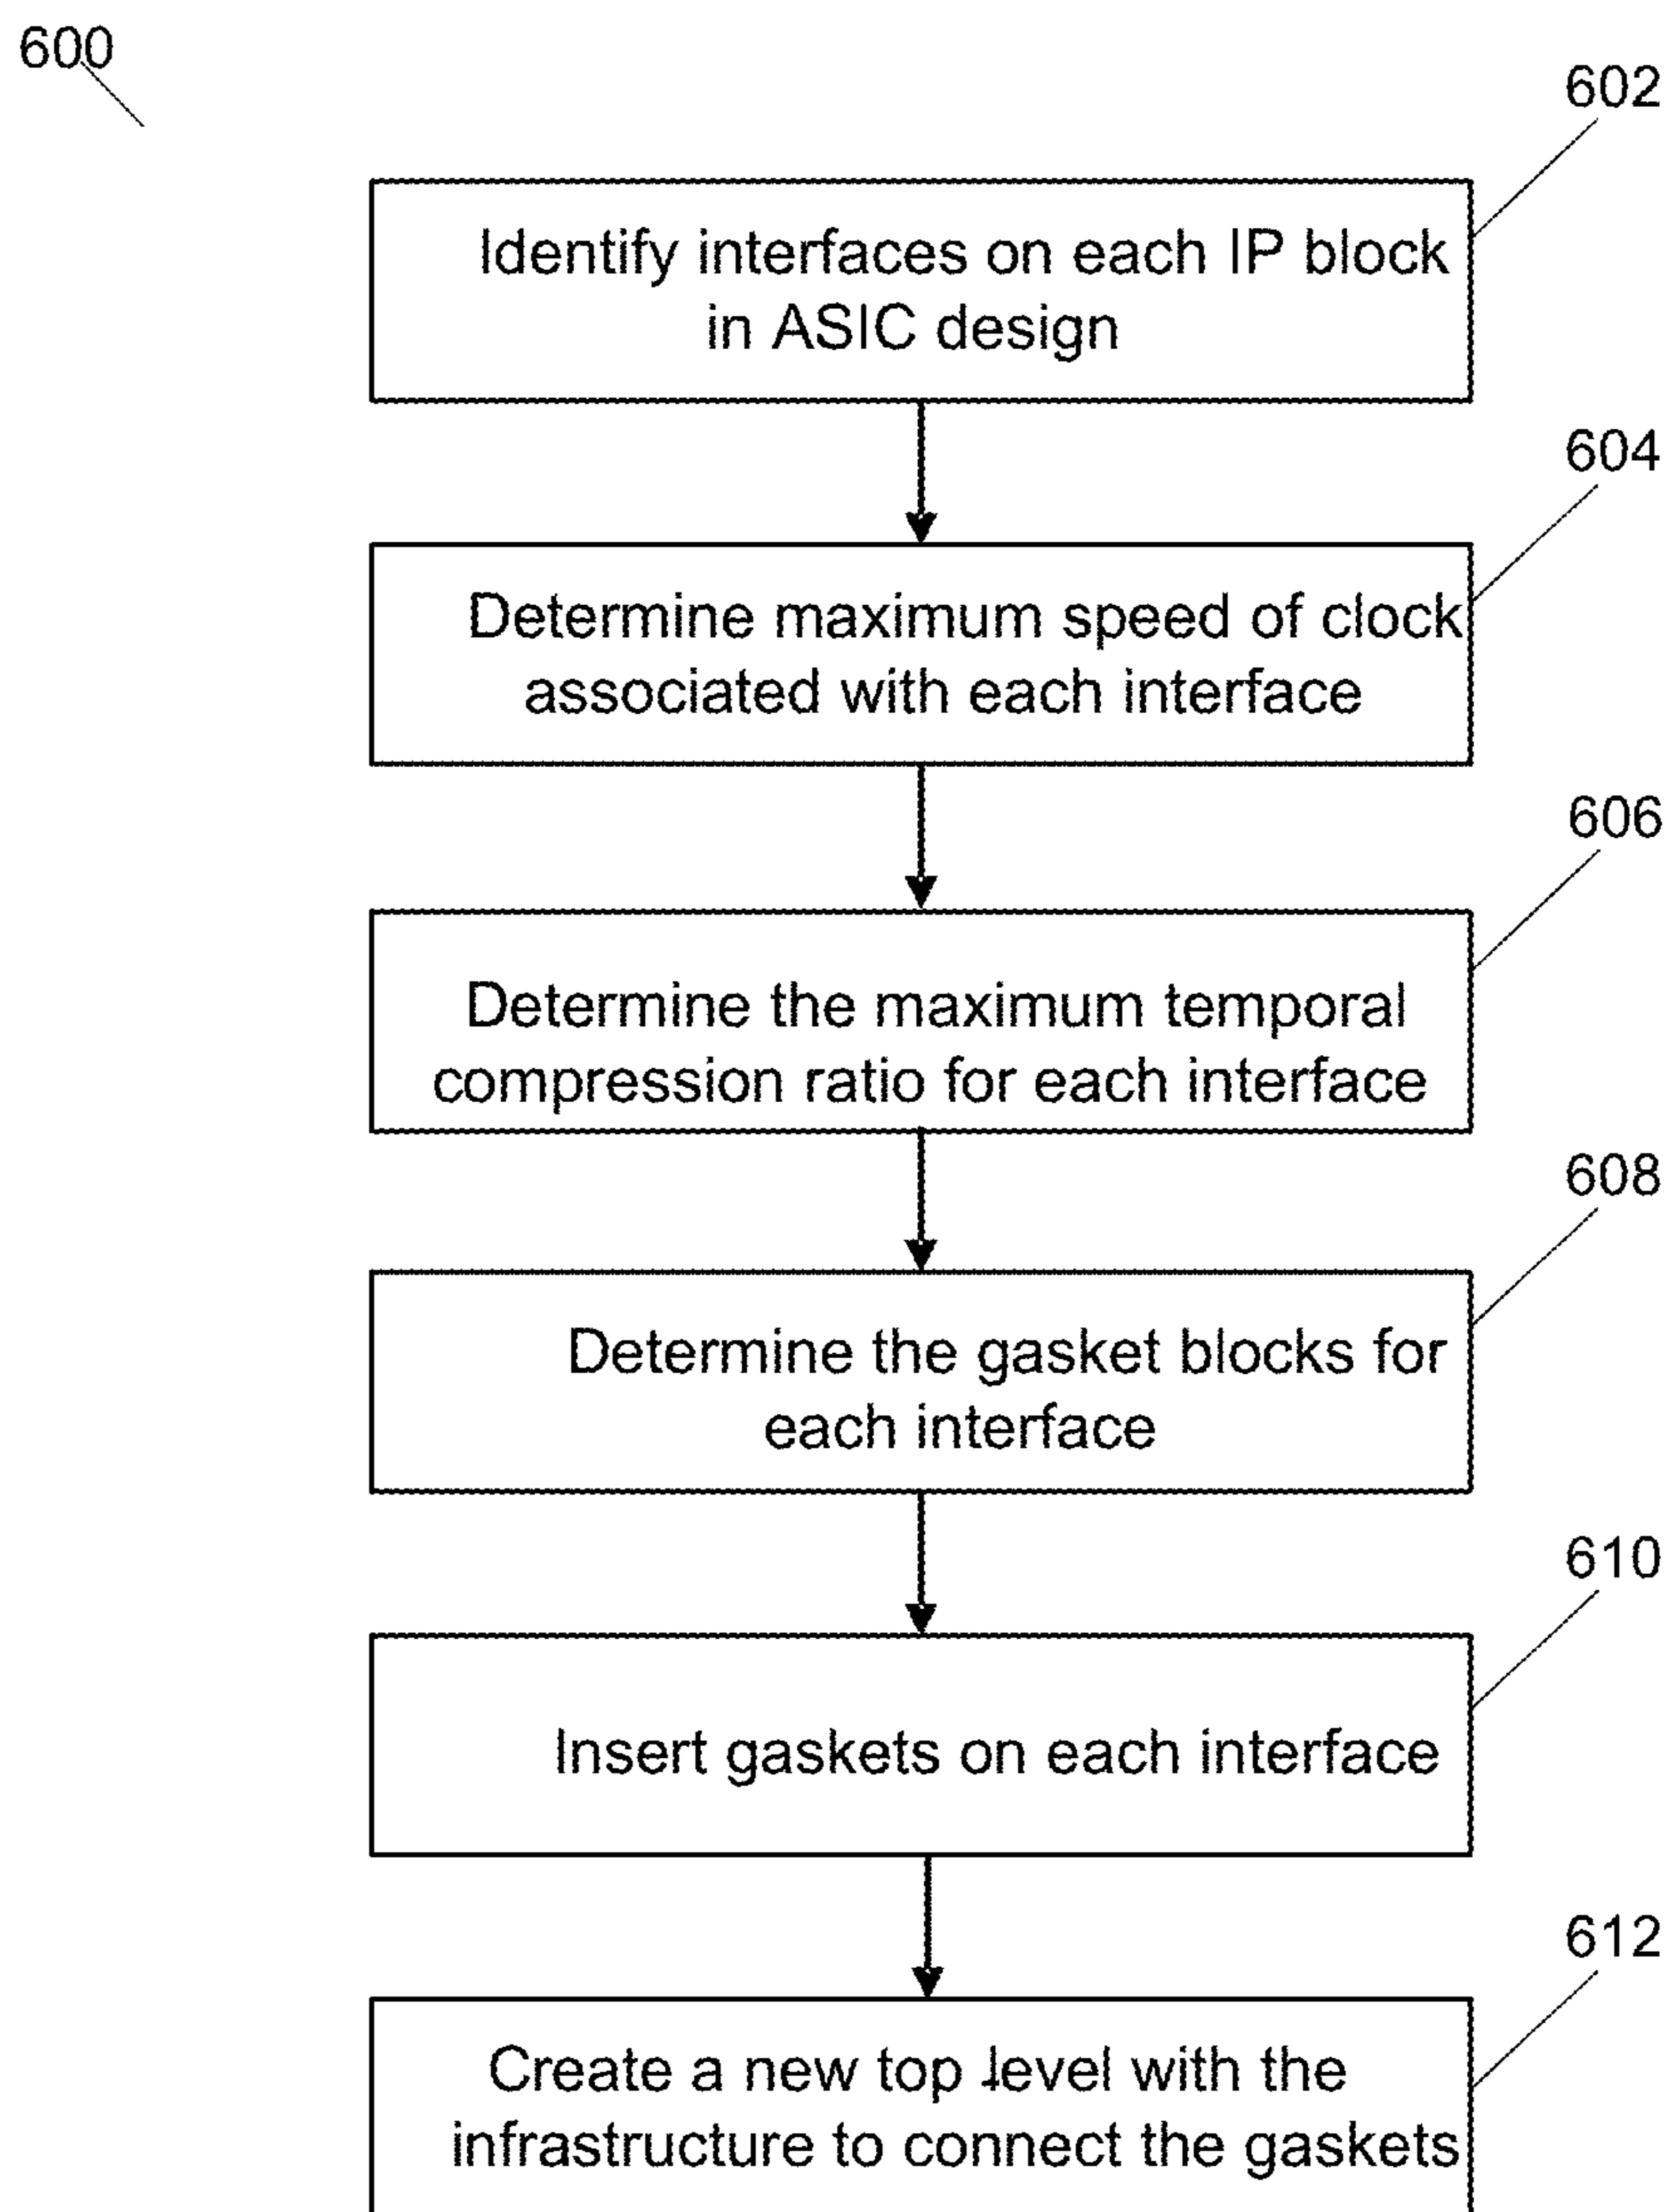 600
602
Identify interfaces on each IP block
in ASIC design
604
Determine maximum speed of clock
associated with each interface
606
Determine the maximum temporal
compression ratio for each interface
608
Determine the gasket blocks for
each interface
610
Insert gaskets on each interface
612
Create a new top level with the
infrastructure to connect the gaskets